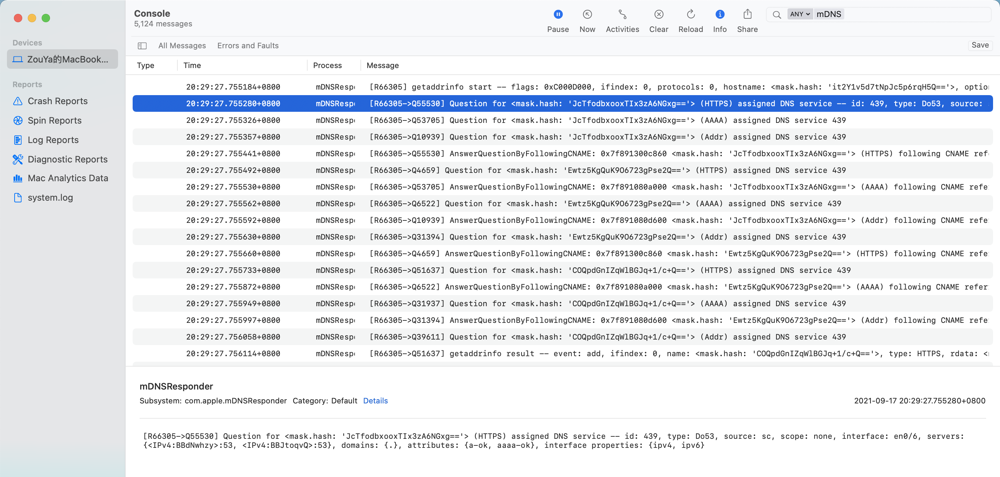 Console
5,124 messages
Pause
Now
Activities
Clear
Reload
Info
Share
ANY
mDNS
Devices
ZouYa的MacBook...
Reports
Crash Reports
Spin Reports
Log Reports
Diagnostic Reports
Mac Analytics Data
system.log
All Messages Errors and Faults Save
Type Time Process Message
20:29:27.755184+0800 mDNSResp [R66305] getaddrinfo start -- flags: 0xC000D000, ifindex: 0, protocols: 0, hostname: <mask.hash: 'it2Y1v5d7tNpJc5p6rqH5Q=='>, optio
20:29:27.755280+0800 mDNSResp [R66305->Q55530] Question for <mask.hash: 'JcTfodbxooxTIx3zA6NGxg=='> (HTTPS) assigned DNS service -- id: 439, type: Do53, source:
20:29:27.755326+0800 mDNSResp [R66305->Q53705] Question for <mask.hash: 'JcTfodbxooxTIx3zA6NGxg=='> (AAAA) assigned DNS service 439
20:29:27.755357+0800 mDNSResp [R66305->Q10939] Question for <mask.hash: 'JcTfodbxooxTIx3zA6NGxg=='> (Addr) assigned DNS service 439
20:29:27.755441+0800 mDNSResp [R66305->Q55530] AnswerQuestionByFollowingCNAME: 0x7f891300c860 <mask.hash: 'JcTfodbxooxTIx3zA6NGxg=='> (HTTPS) following CNAME ref
20:29:27.755492+0800 mDNSResp [R66305->Q4659] Question for <mask.hash: 'Ewtz5KgQuK9O6723gPse2Q=='> (HTTPS) assigned DNS service 439
20:29:27.755530+0800 mDNSResp [R66305->Q53705] AnswerQuestionByFollowingCNAME: 0x7f891080a000 <mask.hash: 'JcTfodbxooxTIx3zA6NGxg=='> (AAAA) following CNAME refe
20:29:27.755562+0800 mDNSResp [R66305->Q6522] Question for <mask.hash: 'Ewtz5KgQuK9O6723gPse2Q=='> (AAAA) assigned DNS service 439
20:29:27.755592+0800 mDNSResp [R66305->Q10939] AnswerQuestionByFollowingCNAME: 0x7f891080d600 <mask.hash: 'JcTfodbxooxTIx3zA6NGxg=='> (Addr) following CNAME refe
20:29:27.755630+0800 mDNSResp [R66305->Q31394] Question for <mask.hash: 'Ewtz5KgQuK9O6723gPse2Q=='> (Addr) assigned DNS service 439
20:29:27.755660+0800 mDNSResp [R66305->Q4659] AnswerQuestionByFollowingCNAME: 0x7f891300c860 <mask.hash: 'Ewtz5KgQuK9O6723gPse2Q=='> (HTTPS) following CNAME refe
20:29:27.755733+0800 mDNSResp [R66305->Q51637] Question for <mask.hash: 'COQpdGnIZqWlBGJq+1/c+Q=='> (HTTPS) assigned DNS service 439
20:29:27.755872+0800 mDNSResp [R66305->Q6522] AnswerQuestionByFollowingCNAME: 0x7f891080a000 <mask.hash: 'Ewtz5KgQuK9O6723gPse2Q=='> (AAAA) following CNAME refer
20:29:27.755949+0800 mDNSResp [R66305->Q31937] Question for <mask.hash: 'COQpdGnIZqWlBGJq+1/c+Q=='> (AAAA) assigned DNS service 439
20:29:27.755997+0800 mDNSResp [R66305->Q31394] AnswerQuestionByFollowingCNAME: 0x7f891080d600 <mask.hash: 'Ewtz5KgQuK9O6723gPse2Q=='> (Addr) following CNAME refe
20:29:27.756058+0800 mDNSResp [R66305->Q39611] Question for <mask.hash: 'COQpdGnIZqWlBGJq+1/c+Q=='> (Addr) assigned DNS service 439
20:29:27.756114+0800 mDNSResp [R66305->Q51637] getaddrinfo result -- event: add, ifindex: 0, name: <mask.hash: 'COQpdGnIZqWlBGJq+1/c+Q=='>, type: HTTPS, rdata: <
mDNSResponder
Subsystem: com.apple.mDNSResponder Category: Default Details 2021-09-17 20:29:27.755280+0800
[R66305->Q55530] Question for <mask.hash: 'JcTfodbxooxTIx3zA6NGxg=='> (HTTPS) assigned DNS service -- id: 439, type: Do53, source: sc, scope: none, interface: en0/6, servers:
{<IPv4:BBdNwhzy>:53, <IPv4:BBJtoqvQ>:53}, domains: {.}, attributes: {a-ok, aaaa-ok}, interface properties: {ipv4, ipv6}